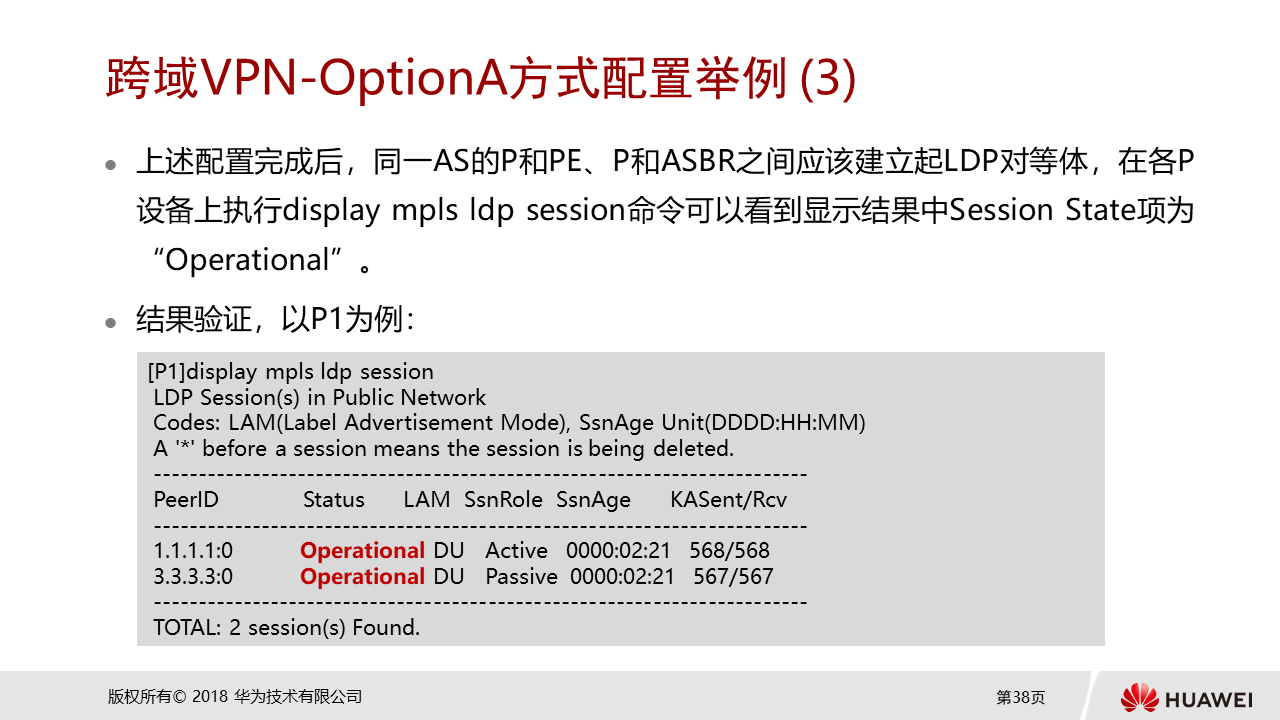 跨域VPN-OptionA方式配置举例 (3)
上述配置完成后，同一AS的P和PE、P和ASBR之间应该建立起LDP对等体，在各P
设备上执行display mpls ldp session命令可以看到显示结果中Session State项为
“Operational”。
结果验证，以P1为例：
[P1]display mpls ldp session
LDP Session(s) in Public Network
Codes: LAM(Label Advertisement Mode), SsnAge Unit(DDDD:HH:MM)
A '*' before a session means the session is being deleted.
------------------------------------------------------------------------
PeerID Status LAM SsnRole SsnAge KASent/Rcv
------------------------------------------------------------------------
1.1.1.1:0 Operational DU Active 0000:02:21 568/568
3.3.3.3:0 Operational DU Passive 0000:02:21 567/567
------------------------------------------------------------------------
TOTAL: 2 session(s) Found.
版权所有© 2018 华为技术有限公司
第38页
HUAWEI